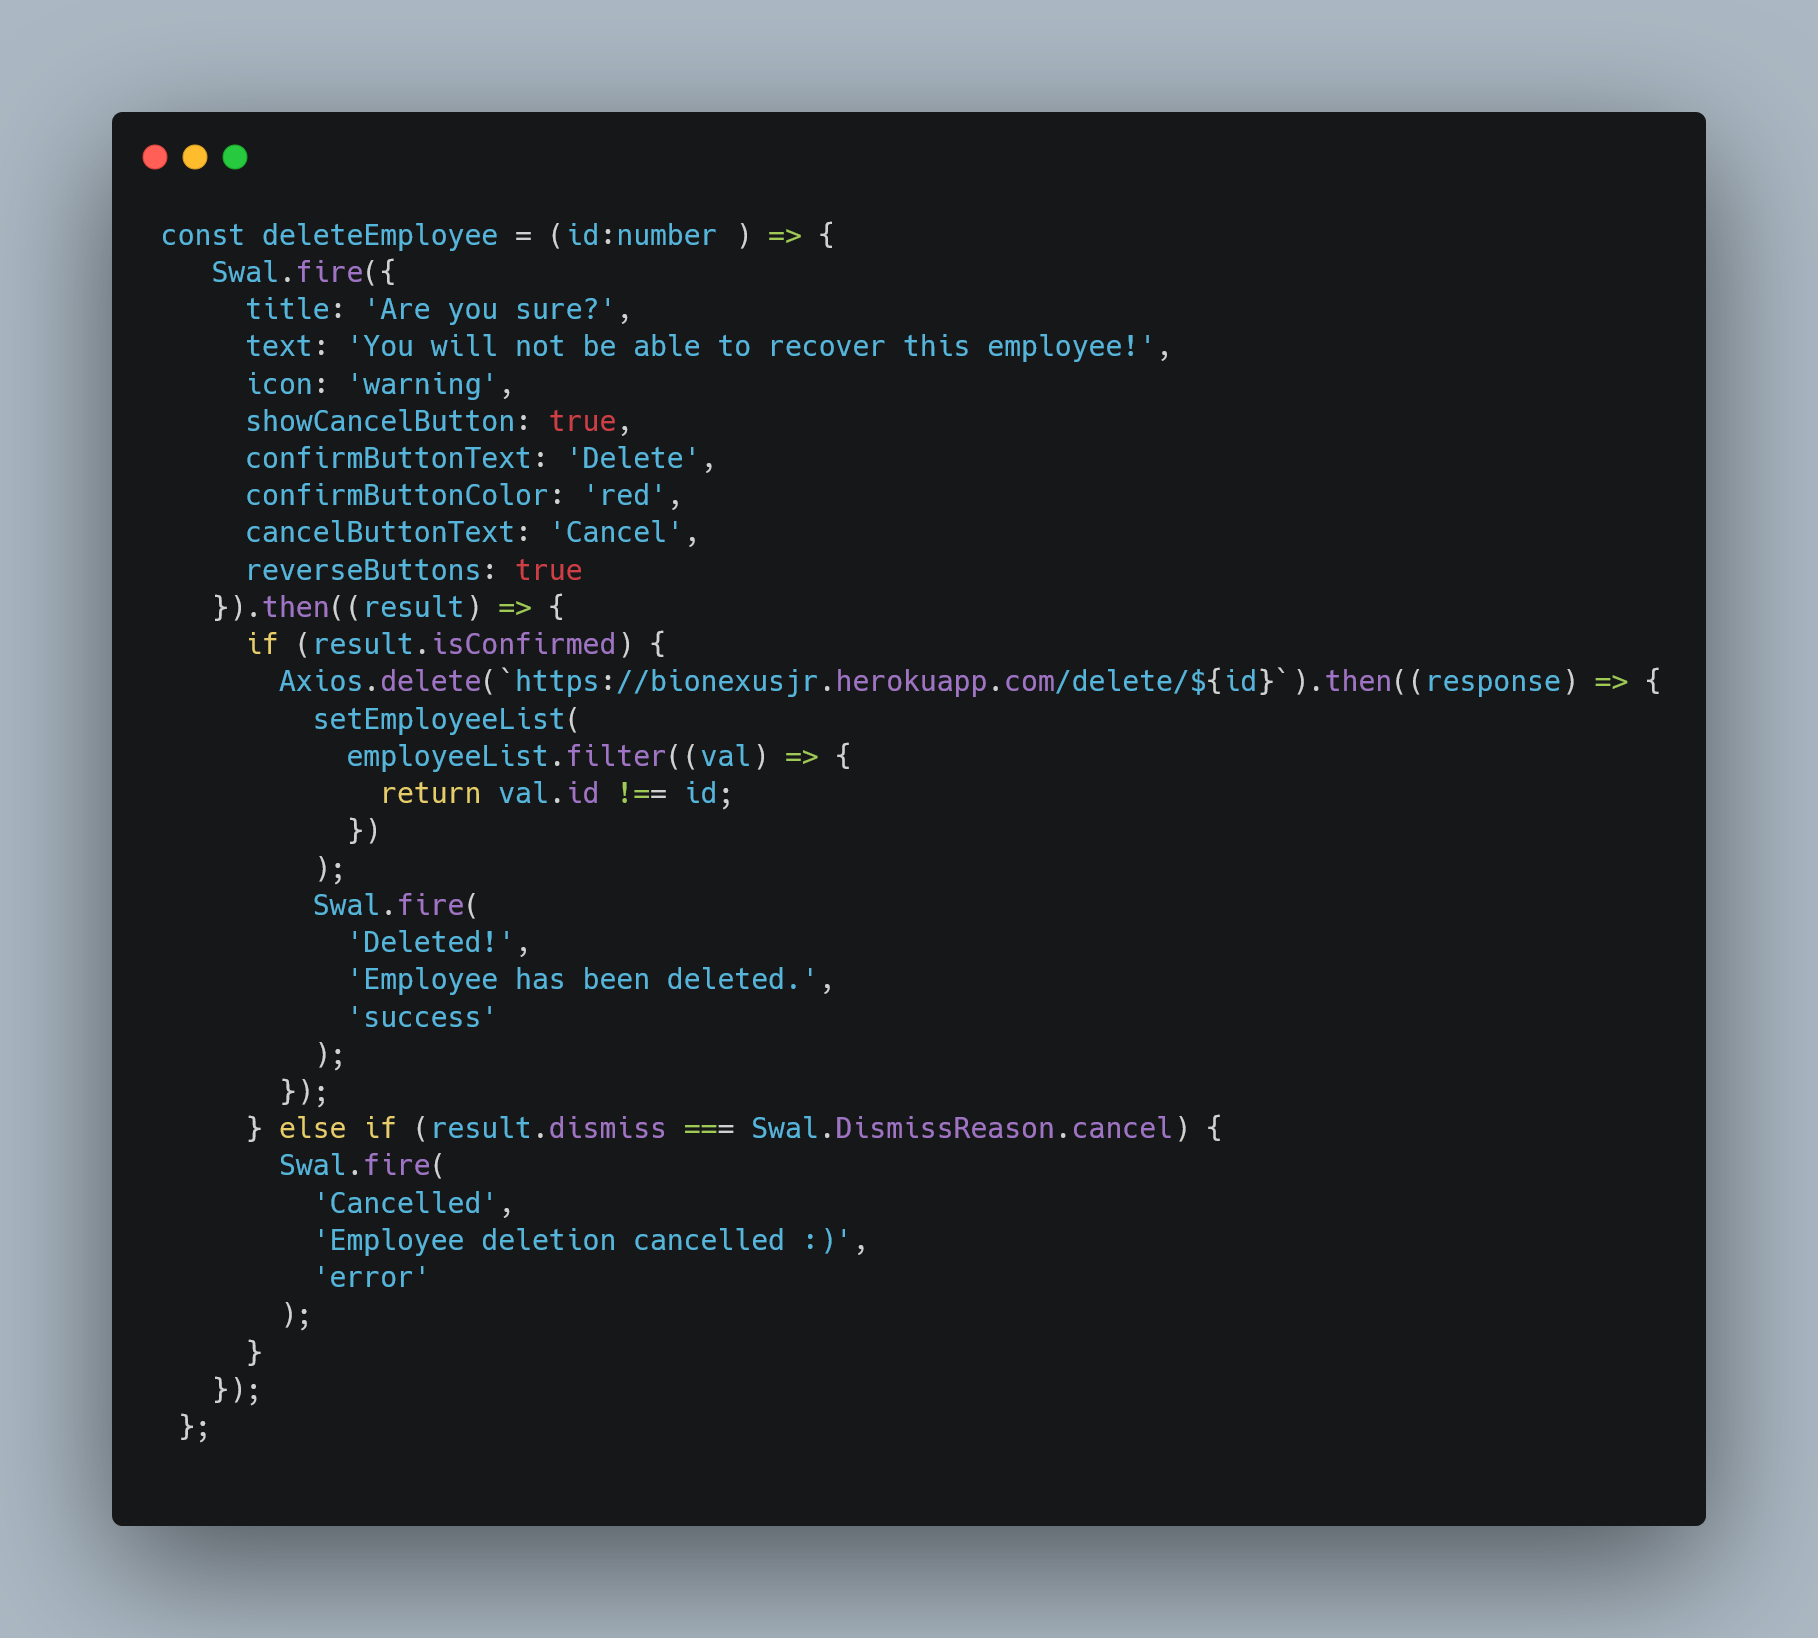 const deleteEmployee = (id:number ) => {
   Swal.fire({
     title: 'Are you sure?',
     text: 'You will not be able to recover this employee!',
     icon: 'warning',
     showCancelButton: true,
     confirmButtonText: 'Delete',
     confirmButtonColor: 'red',
     cancelButtonText: 'Cancel',
     reverseButtons: true
   }).then((result) => {
     if (result.isConfirmed) {
       Axios.delete(`https://bionexusjr.herokuapp.com/delete/${id}`).then((response) => {
         setEmployeeList(
           employeeList.filter((val) => {
             return val.id !== id;
           })
         );
         Swal.fire(
           'Deleted!',
           'Employee has been deleted.',
           'success'
         );
       });
     } else if (result.dismiss === Swal.DismissReason.cancel) {
       Swal.fire(
         'Cancelled',
         'Employee deletion cancelled :)',
         'error'
       );
     }
   });
 };